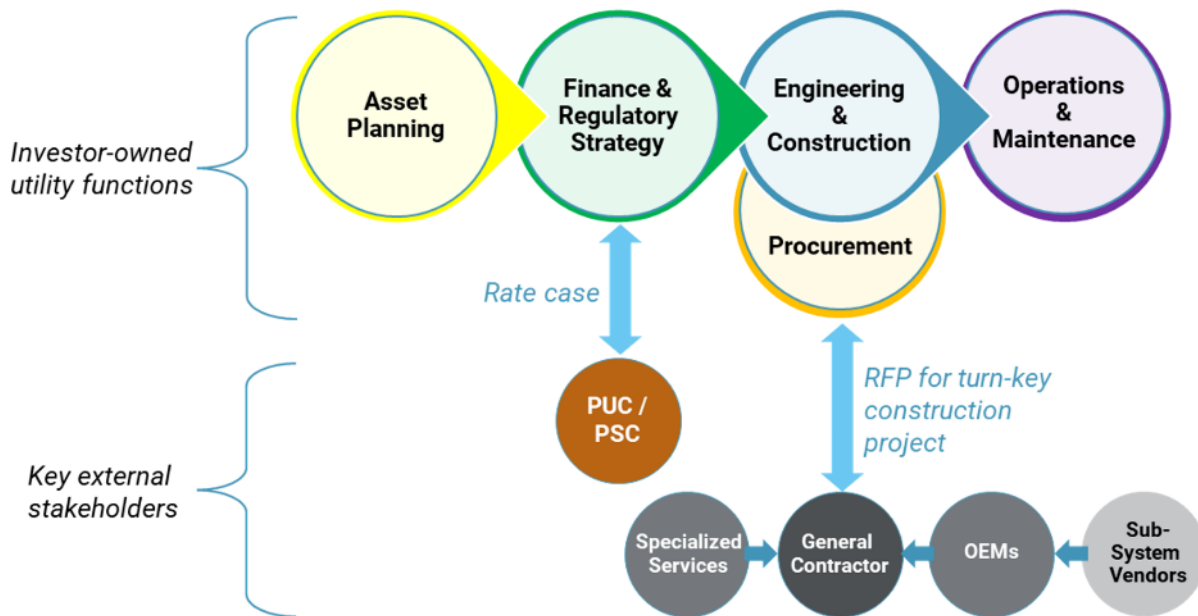 Investor-owned
utility functions
Asset
Planning
Finance &
Regulatory
Strategy
Engineering
&
Construction
Operations
&
Maintenance
Procurement
Rate case
RFP for turn-key
construction
project
PUC /
PSC
Key external
stakeholders
Specialized
Services
General
Contractor
OEMs
Sub-
System
Vendors